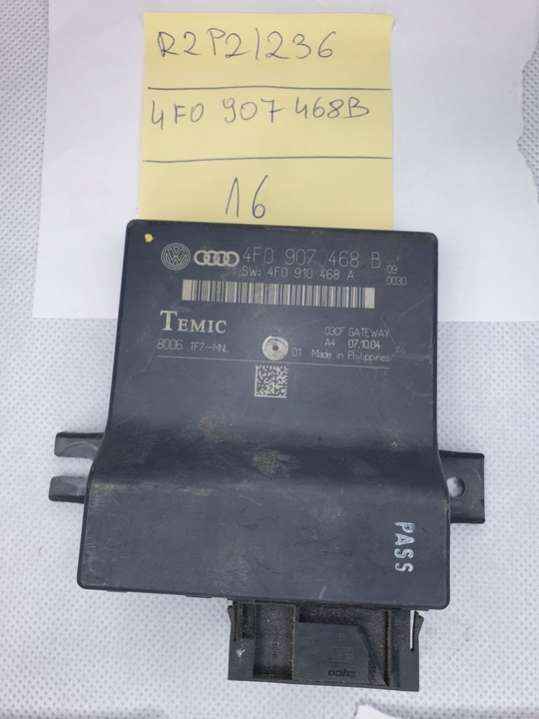 R2P21236
4F0 907 468B
16
4F0 907 468 B
SW: 4F0 910 468 A
09
0030
TEMIC
8006 TF7-MNL
03CF GATEWAY
A4 07.10.04
01 Made in Philippines
PASS